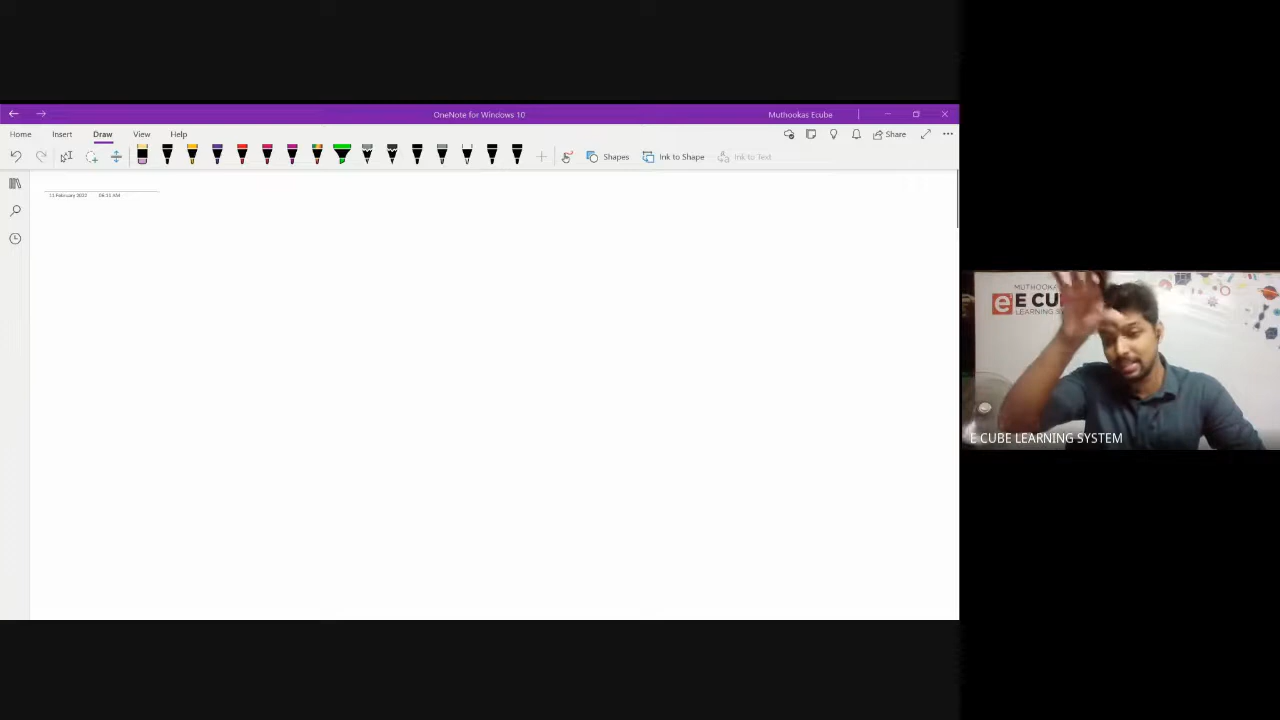 OneNote for Windows 10
Muthookas Ecube
Home Insert Draw View Help
Share
Shapes Ink to Shape Ink to Text
E CUBE LEARNING SYSTEM